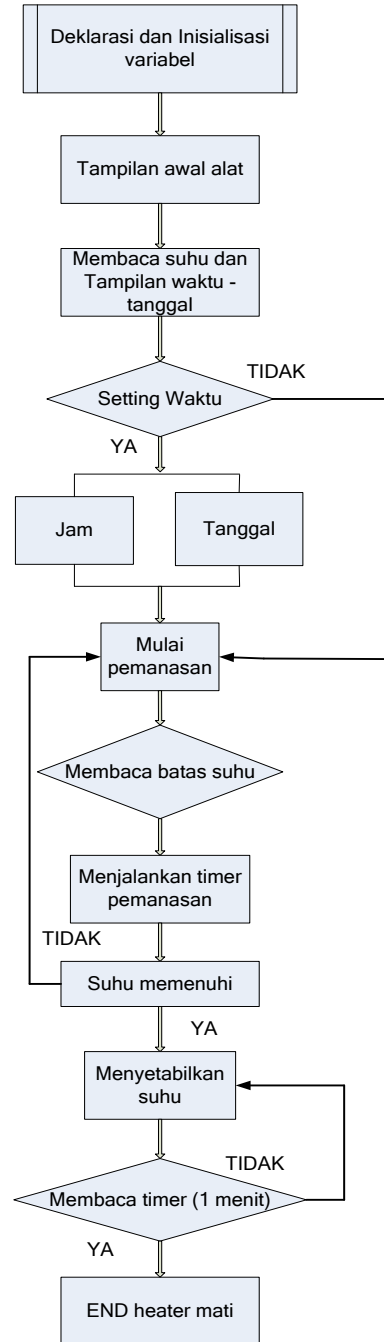 Deklarasi dan Inisialisasi
variabel
Tampilan awal alat
Membaca suhu dan
Tampilan waktu -
tanggal
TIDAK
Setting Waktu
YA
Jam
Tanggal
Mulai
pemanasan
Membaca batas suhu
Menjalankan timer
pemanasan
TIDAK
Suhu memenuhi
YA
Menyetabilkan
suhu
TIDAK
Membaca timer (1 menit)
YA
END heater mati